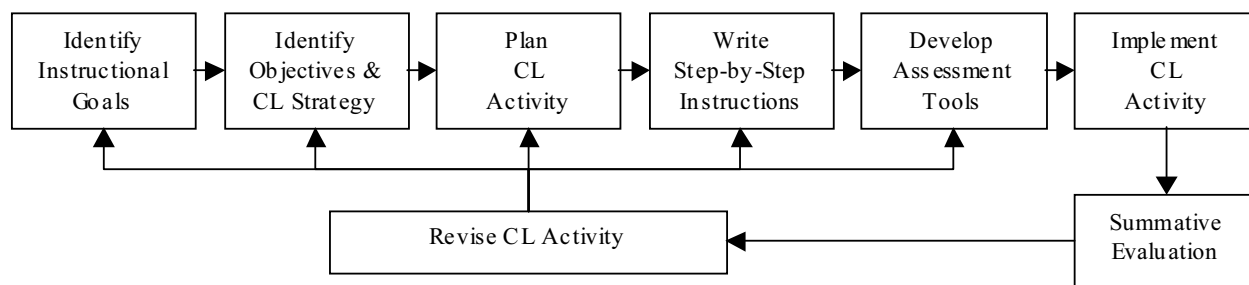 Identify
Instructional
Goals
Identify
Objectives &
CL Strategy
Plan
CL
Activity
Write
Step-by-Step
Instructions
Develop
Assessment
Tools
Implement
CL
Activity
Revise CL Activity
Summative
Evaluation